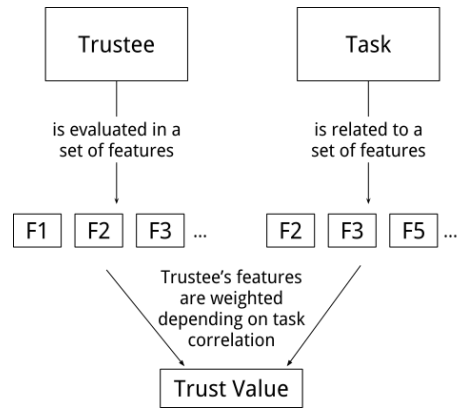 Trustee
Task
is evaluated in a
set of features
is related to a
set of features
F1 F2 F3 ...
F2 F3 F5 ...
Trustee's features
are weighted
depending on task
correlation
Trust Value